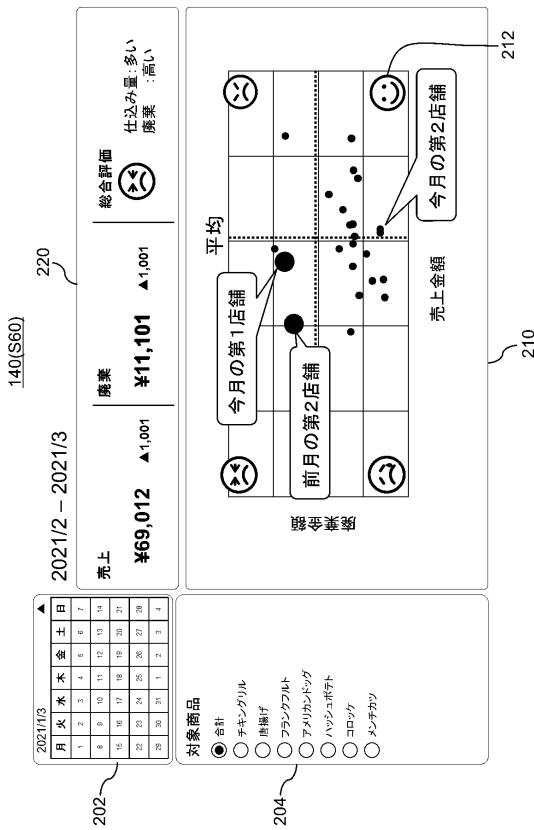 140(S60)
202
2021/1/3 ▲
月 火 水 木 金 土 日
1 2 3 4 5 6 7
8 9 10 11 12 13 14
15 16 17 18 19 20 21
22 23 24 25 26 27 28
29 30 31 1 2 3 4
2021/2 – 2021/3
220
売上
¥69,012 ▲1,001
廃棄
¥11,101 ▲1,001
総合評価
仕込み量:多い
廃棄 :高い
204
対象商品
合計
チキングリル
唐揚げ
フランクフルト
アメリカンドッグ
ハッシュポテト
コロッケ
メンチカツ
平均
今月の第1店舗
前月の第2店舗
今月の第2店舗
廃棄金額
売上金額
212
210